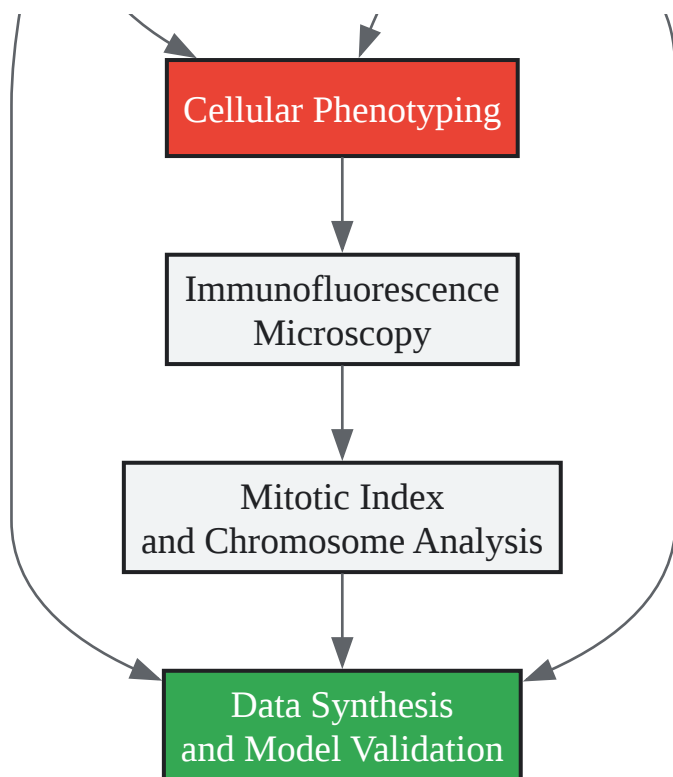 Cellular Phenotyping
Immunofluorescence
Microscopy
Mitotic Index
and Chromosome Analysis
Data Synthesis
and Model Validation